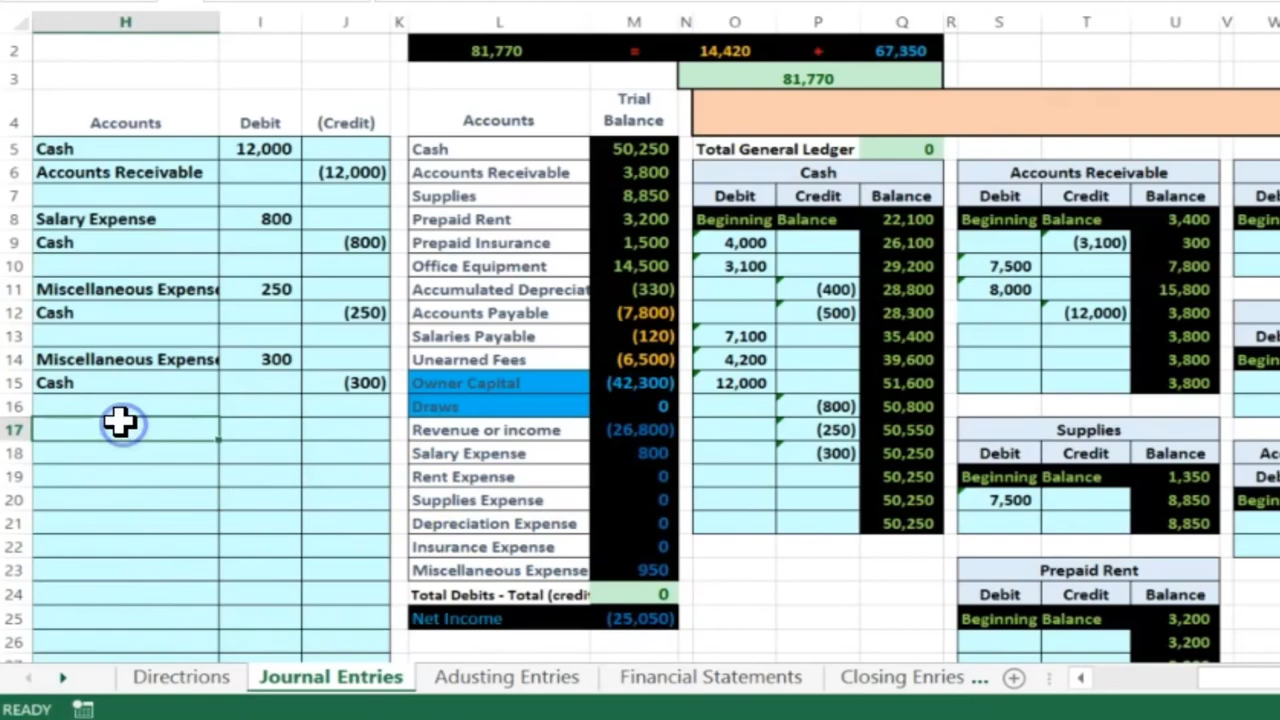 H I J K L M N O P Q R S T U V W
2 81,770 = 14,420 + 67,350
3 81,770
Trial
4 Accounts Debit (Credit) Accounts Balance
5 Cash 12,000 Cash 50,250 Total General Ledger 0
6 Accounts Receivable (12,000) Accounts Receivable 3,800 Cash Accounts Receivable
7 Supplies 8,850 Debit Credit Balance Debit Credit Balance Deb
8 Salary Expense 800 Prepaid Rent 3,200 Beginning Balance 22,100 Beginning Balance 3,400 Begin
9 Cash (800) Prepaid Insurance 1,500 4,000 26,100 (3,100) 300
10 Office Equipment 14,500 3,100 29,200 7,500 7,800
11 Miscellaneous Expense 250 Accumulated Depreciat (330) (400) 28,800 8,000 15,800
12 Cash (250) Accounts Payable (7,800) (500) 28,300 (12,000) 3,800
13 Salaries Payable (120) 7,100 35,400 3,800 Deb
14 Miscellaneous Expense 300 Unearned Fees (6,500) 4,200 39,600 3,800 Begin
15 Cash (300) Owner Capital (42,300) 12,000 51,600 3,800
16 Draws 0 (800) 50,800
17 Revenue or income (26,800) (250) 50,550 Supplies
18 Salary Expense 800 (300) 50,250 Debit Credit Balance Ac
19 Rent Expense 0 50,250 Beginning Balance 1,350 Deb
20 Supplies Expense 0 50,250 7,500 8,850 Begin
21 Depreciation Expense 0 50,250 8,850
22 Insurance Expense 0
23 Miscellaneous Expense 950 Prepaid Rent
24 Total Debits - Total (credi 0 Debit Credit Balance
25 Net Income (25,050) Beginning Balance 3,200
26 3,200
Directions Journal Entries Adusting Entries Financial Statements Closing Enries ...
READY